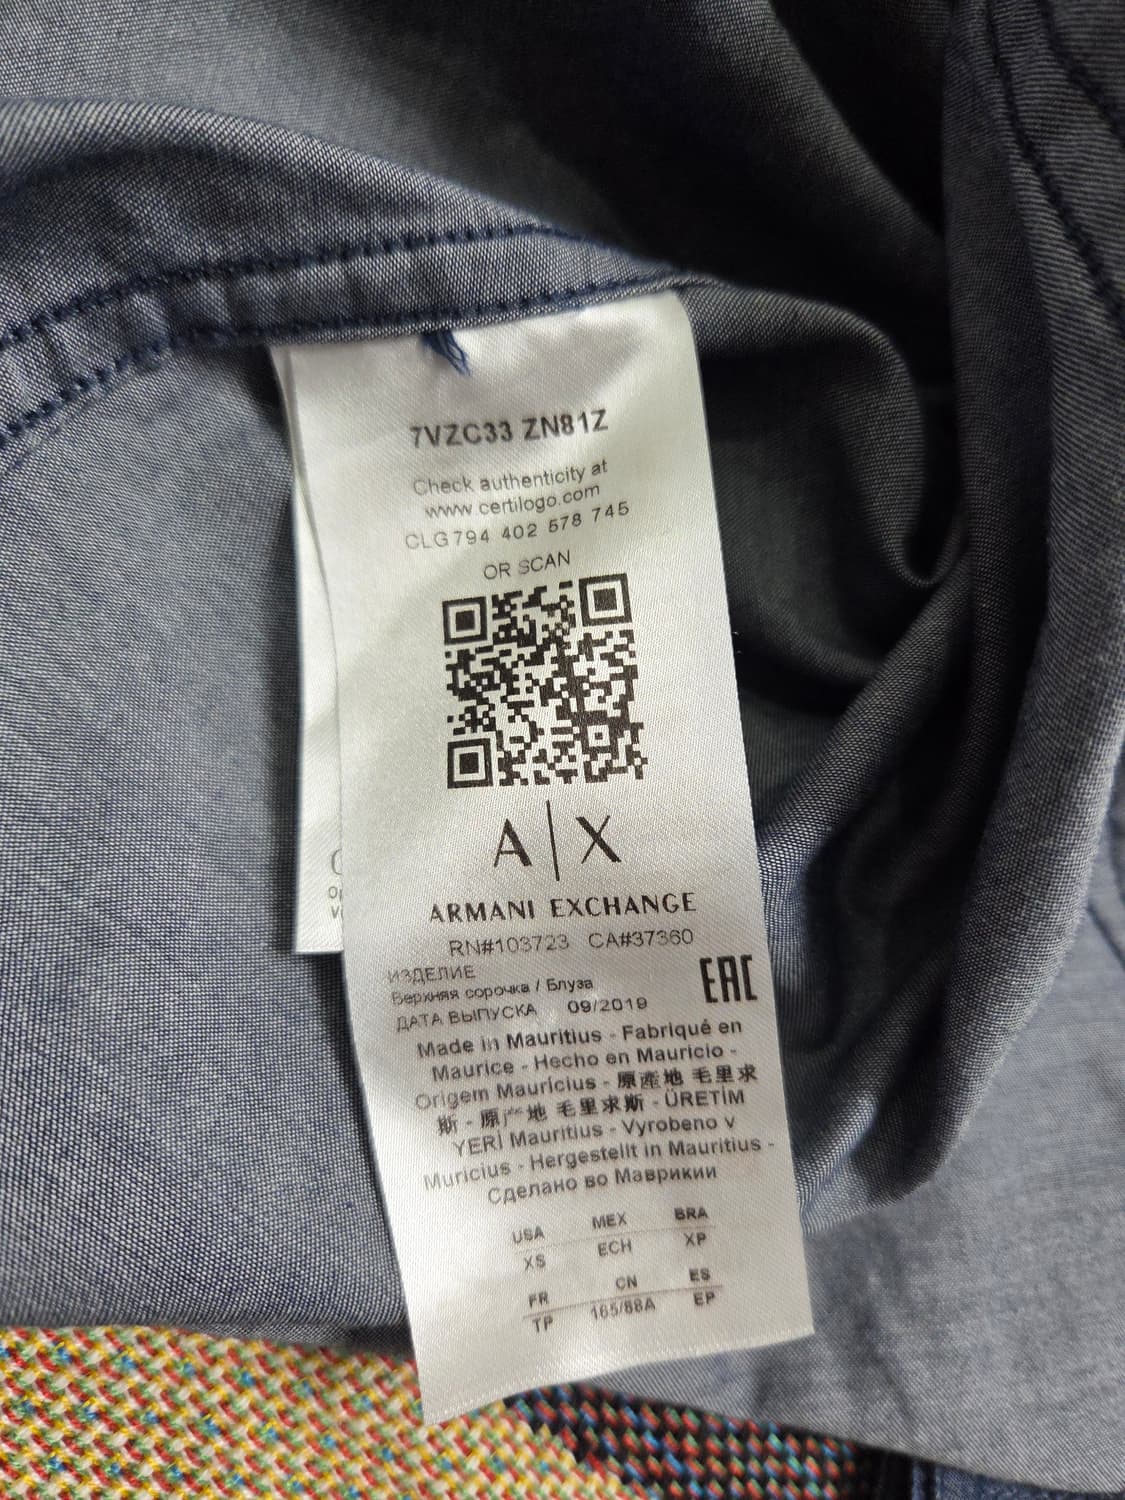 7VZC33 ZN81Z
Check authenticity at
www.certilogo.com
CLG794 402 578 745
OR SCAN
A|X
ARMANI EXCHANGE
RN#103723 CA#37360
ИЗДЕЛИЕ
Верхняя сорочка / Блуза
ДАТА ВЫПУСКА 09/2019
EAC
Made in Mauritius - Fabriqué en
Maurice - Hecho en Mauricio -
Origem Maurícius - 原產地 毛里求
斯 - 原产地 毛里求斯 - ÜRETİM
YERİ Mauritius - Vyrobeno v
Muricius - Hergestellt in Mauritius -
Сделано во Маврикии
USA MEX BRA
XS ECH XP
FR CN ES
TP 165/88A EP